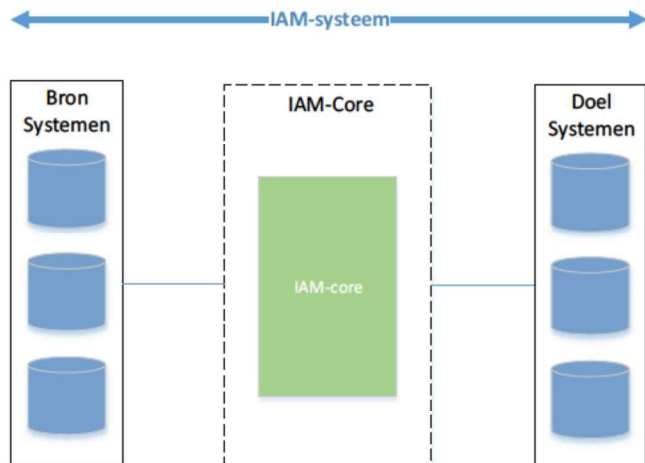 IAM-systeem
Bron
Systemen
IAM-Core
Doel
Systemen
IAM-core